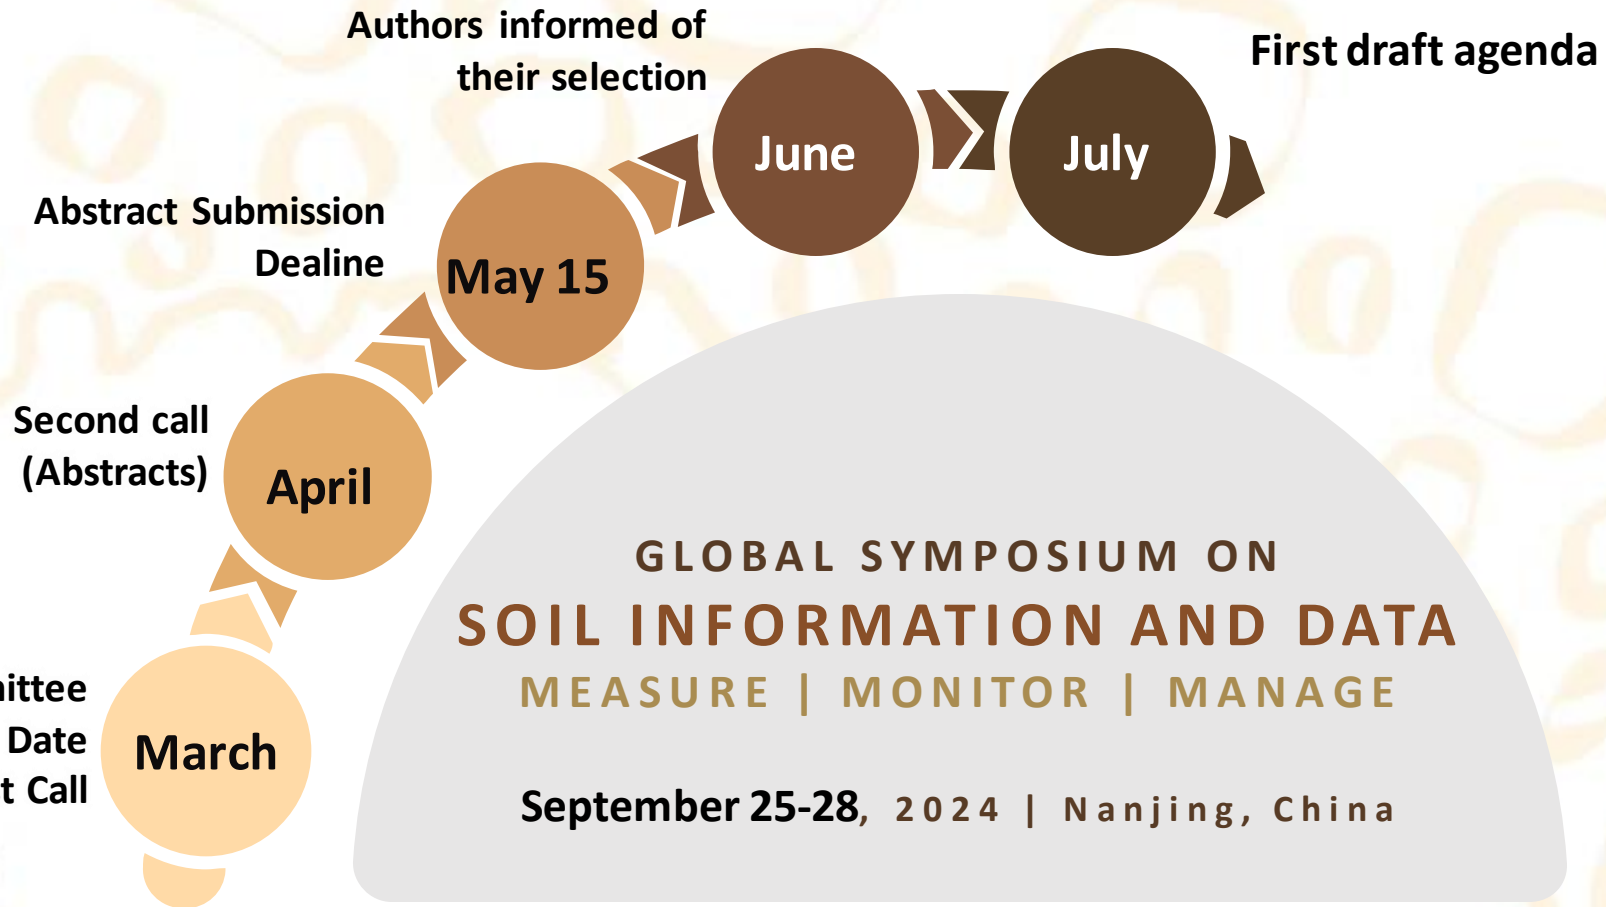 Authors informed of
their selection
June
July
First draft agenda
Abstract Submission
Dealine
May 15
Second call
(Abstracts)
April
Date
Call
March
GLOBAL SYMPOSIUM ON
SOIL INFORMATION AND DATA
MEASURE | MONITOR | MANAGE
September 25-28, 2024 | Nanjing, China